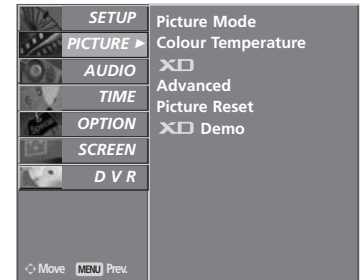 SETUP
PICTURE ►
AUDIO
TIME
OPTION
SCREEN
D V R
Move MENU Prev.
Picture Mode
Colour Temperature
XD
Advanced
Picture Reset
XD Demo